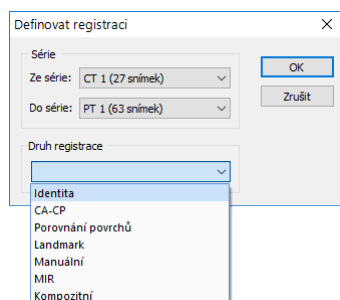 Definovat registraci
Série
Ze série: CT 1 (27 snímek)
OK
Do série: PT 1 (63 snímek)
Zrušit
Druh registrace
Identita
CA-CP
Porovnání povrchů
Landmark
Manuální
MIR
Kompozitní